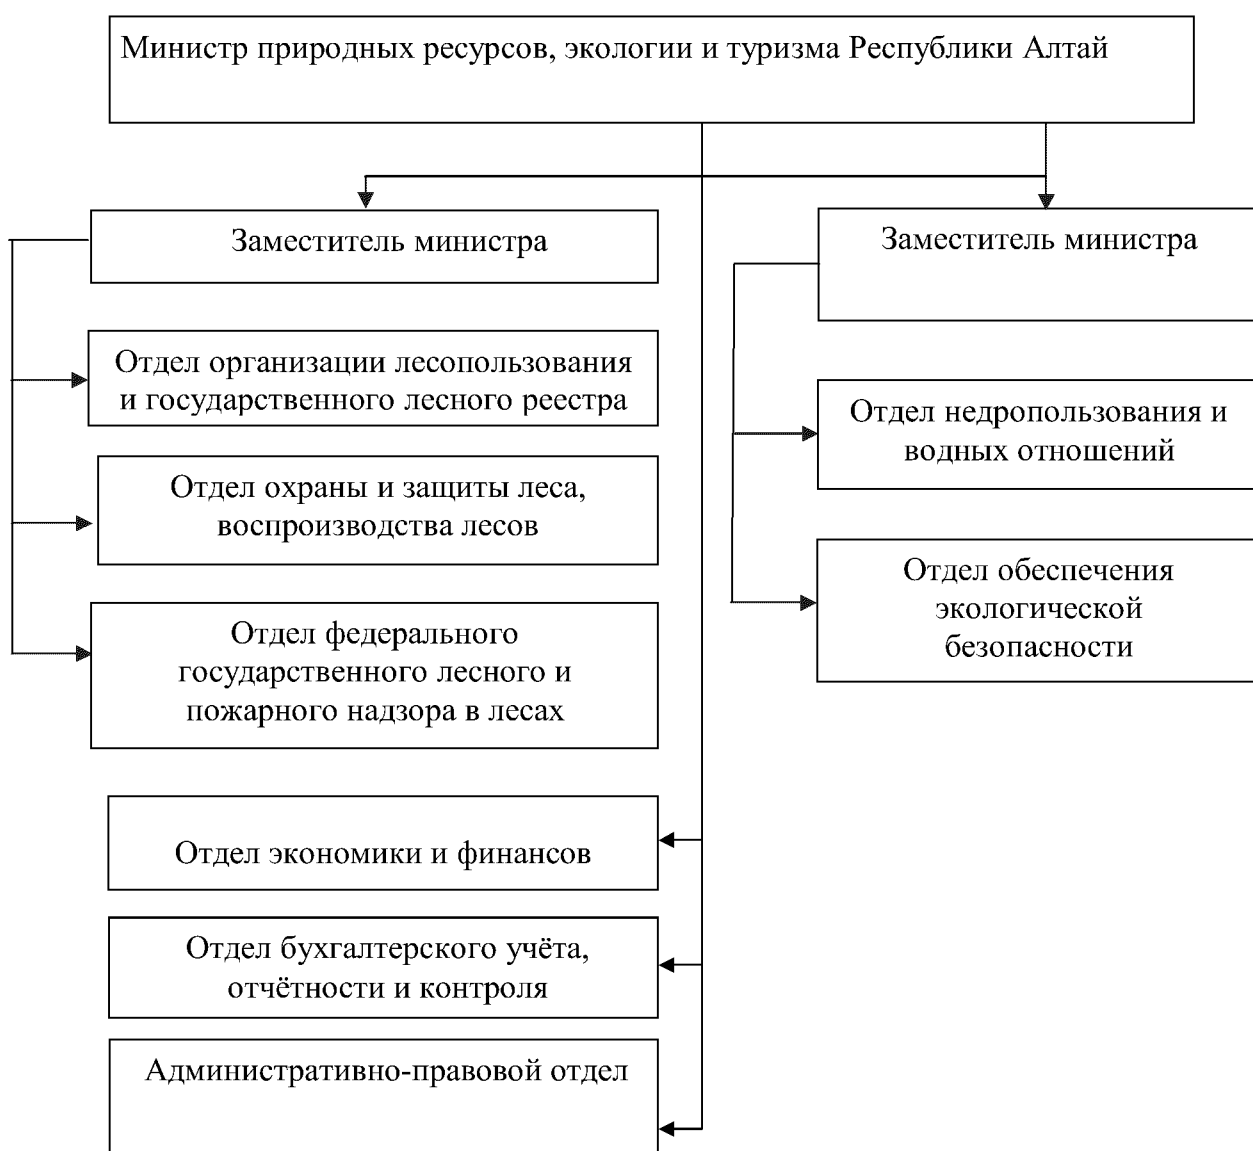 Министр природных ресурсов, экологии и туризма Республики Алтай
Заместитель министра
Отдел организации лесопользования
и государственного лесного реестра
Отдел охраны и защиты леса,
воспроизводства лесов
Отдел федерального
государственного лесного и
пожарного надзора в лесах
Заместитель министра
Отдел недропользования и
водных отношений
Отдел обеспечения
экологической
безопасности
Отдел экономики и финансов
Отдел бухгалтерского учёта,
отчётности и контроля
Административно-правовой отдел